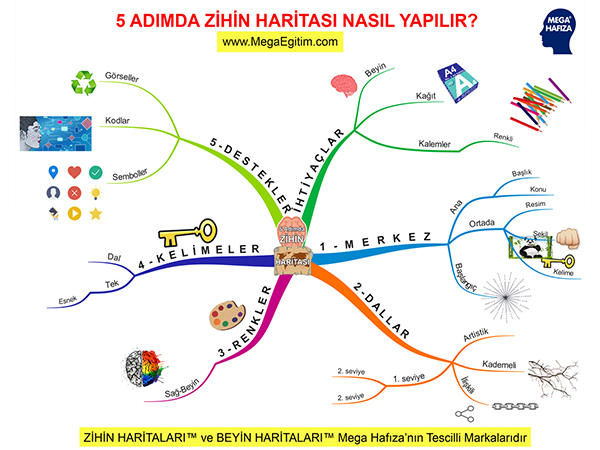 5 ADIMDA ZİHİN HARİTASI NASIL YAPILIR?
www.MegaEgitim.com
MEGA
HAFIZA
5 Adımda
ZİHİN
HARİTASI
İHTİYAÇLAR
Beyin
Kağıt
A4
Kalemler
Renkli
1-MERKEZ
Ana
Başlık
Konu
Ortada
Resim
Şekil
Kelime
Başlangıç
2-DALLAR
Artistik
Kademeli
İlişkili
1. seviye
2. seviye
2. seviye
3-RENKLER
Sağ-Beyin
4-KELİMELER
Dal
Tek
Esnek
5-DESTEKLER
Görseller
Kodlar
Semboller
ZİHİN HARİTALARI™ ve BEYİN HARİTALARI™ Mega Hafıza'nın Tescilli Markalarıdır